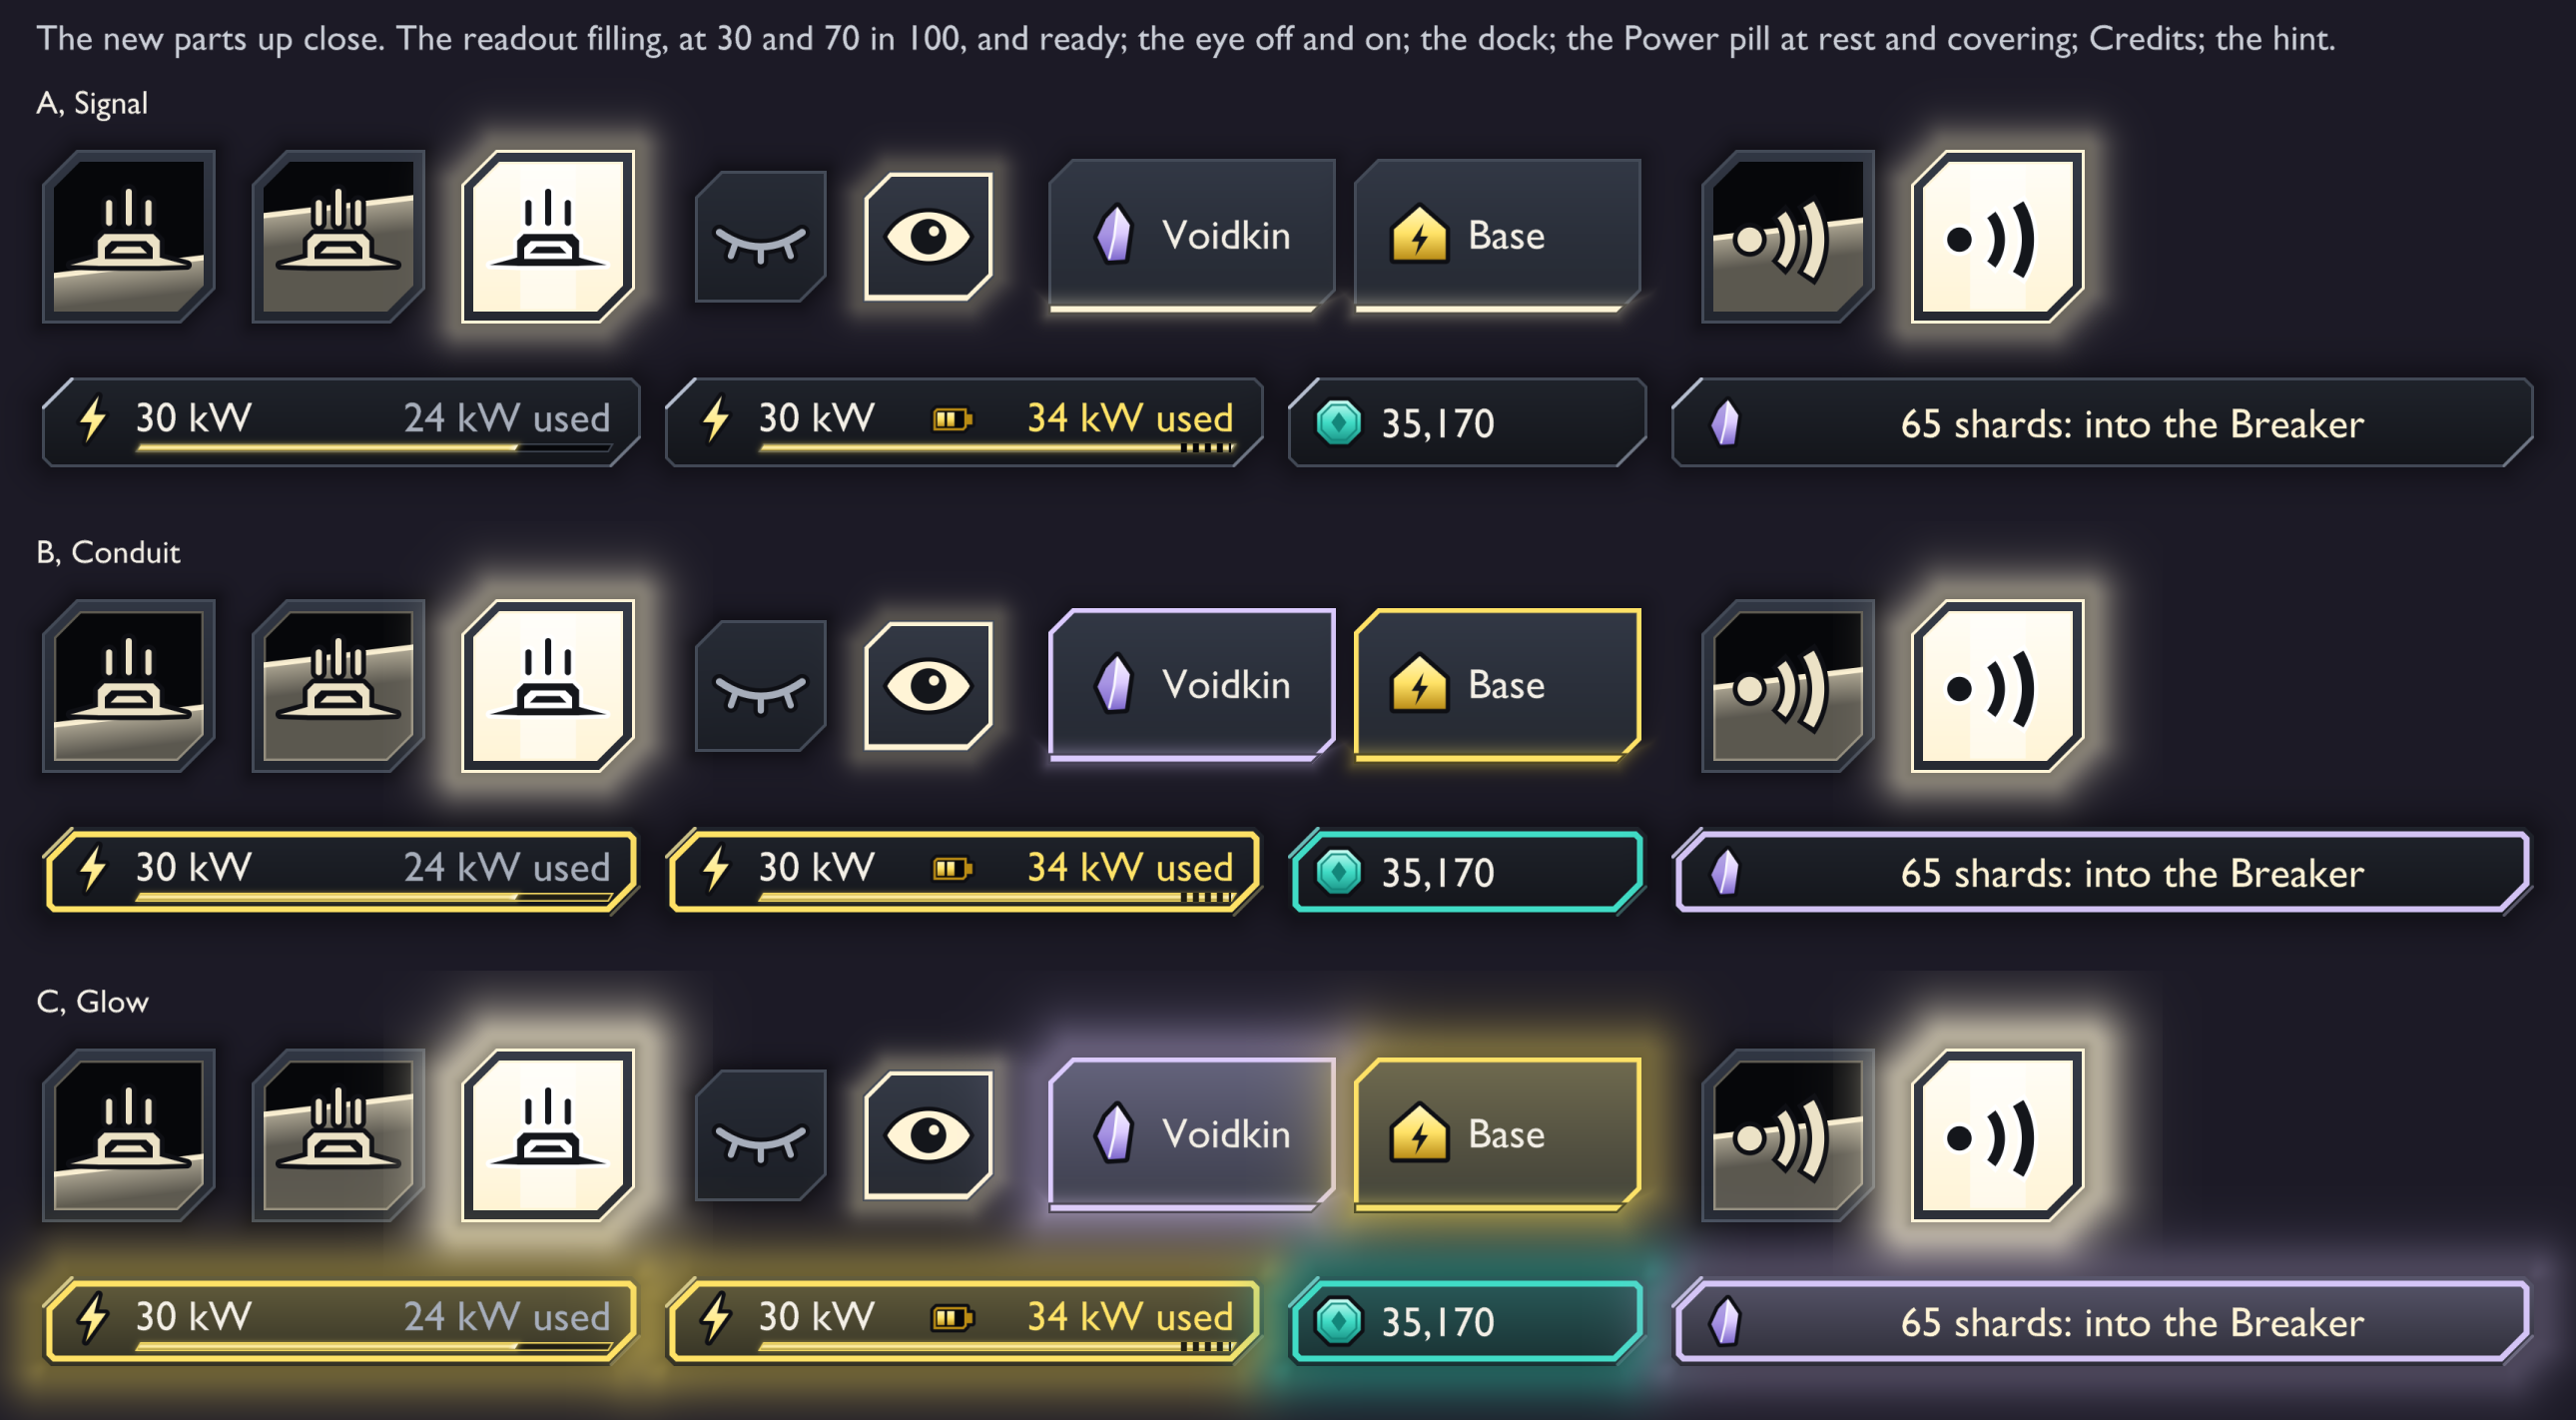 The new parts up close. The readout filling, at 30 and 70 in 100, and ready; the eye off and on; the dock; the Power pill at rest and covering; Credits; the hint.
A, Signal
Voidkin
Base
30 kW
24 kW used
30 kW
34 kW used
35,170
65 shards: into the Breaker
B, Conduit
Voidkin
Base
30 kW
24 kW used
30 kW
34 kW used
35,170
65 shards: into the Breaker
C, Glow
Voidkin
Base
30 kW
24 kW used
30 kW
34 kW used
35,170
65 shards: into the Breaker